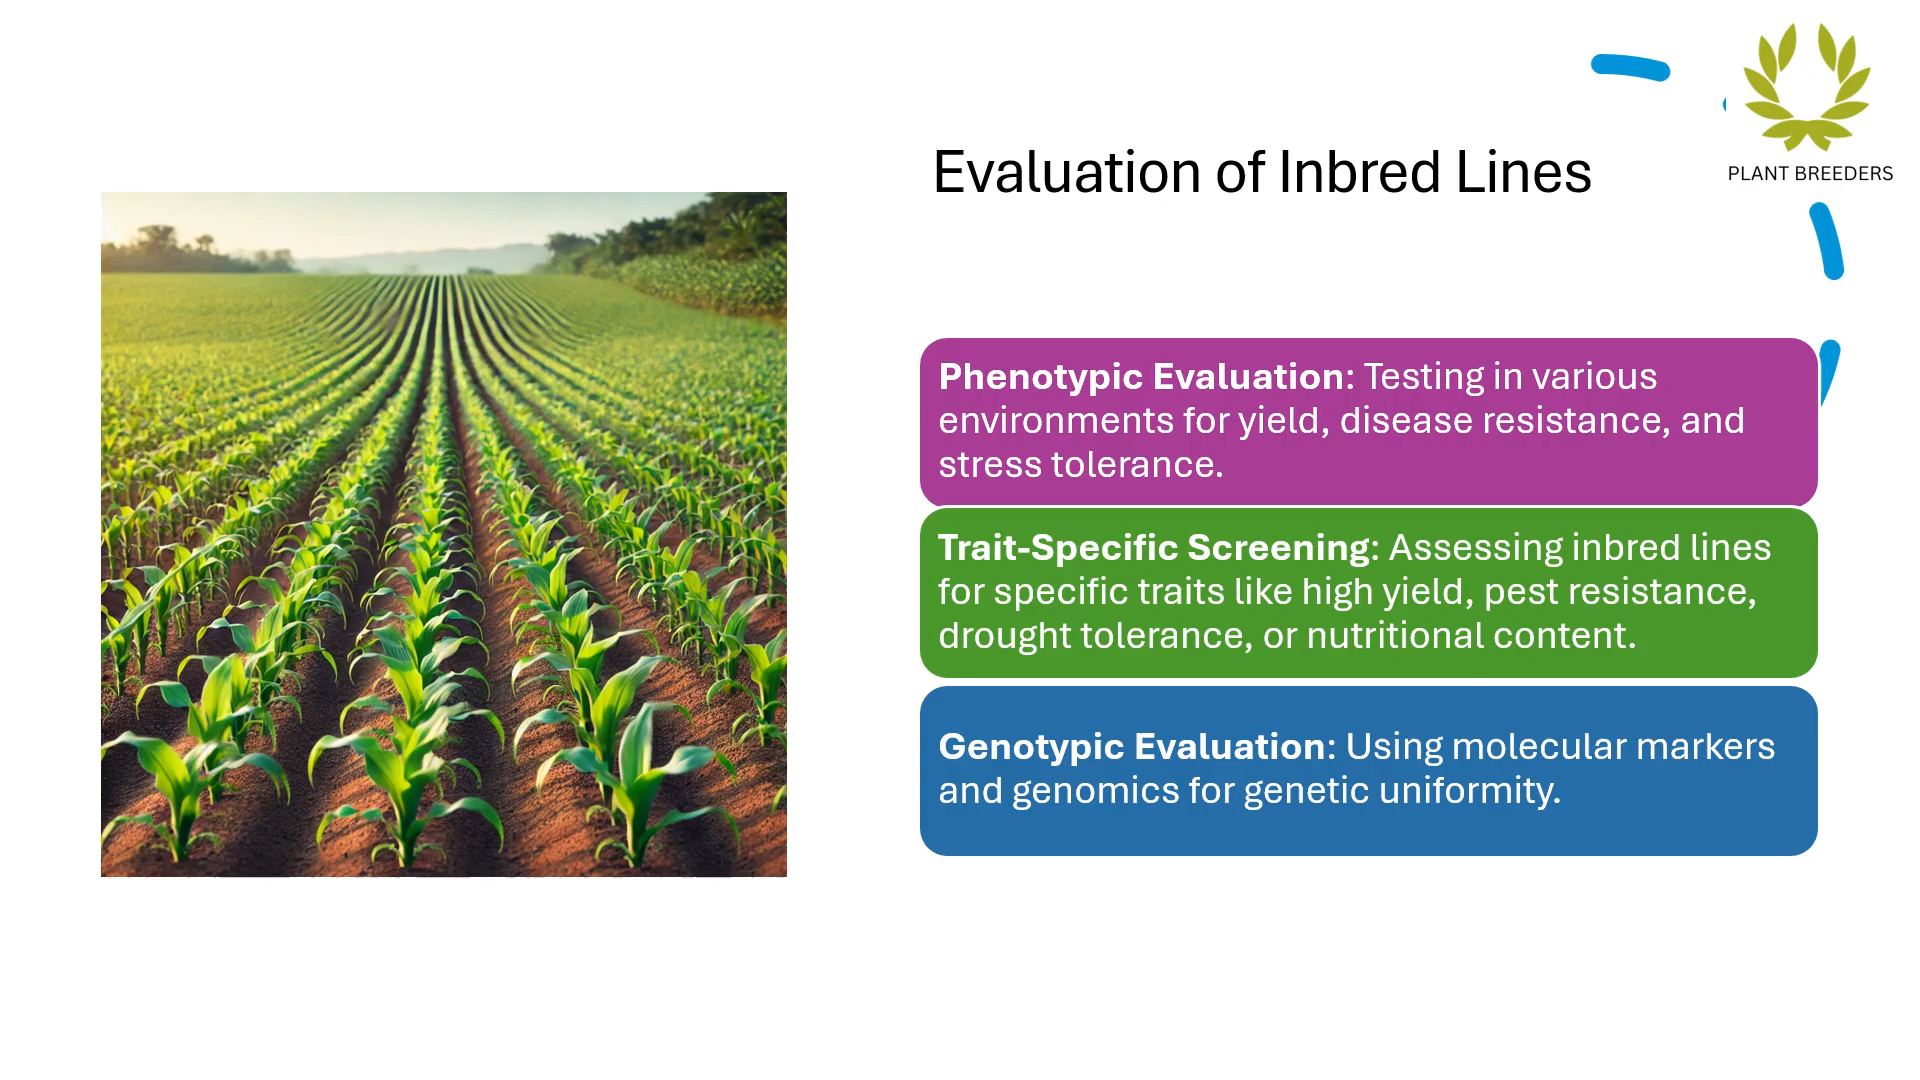 PLANT BREEDERS
Evaluation of Inbred Lines
Phenotypic Evaluation: Testing in various
environments for yield, disease resistance, and
stress tolerance.
Trait-Specific Screening: Assessing inbred lines
for specific traits like high yield, pest resistance,
drought tolerance, or nutritional content.
Genotypic Evaluation: Using molecular markers
and genomics for genetic uniformity.